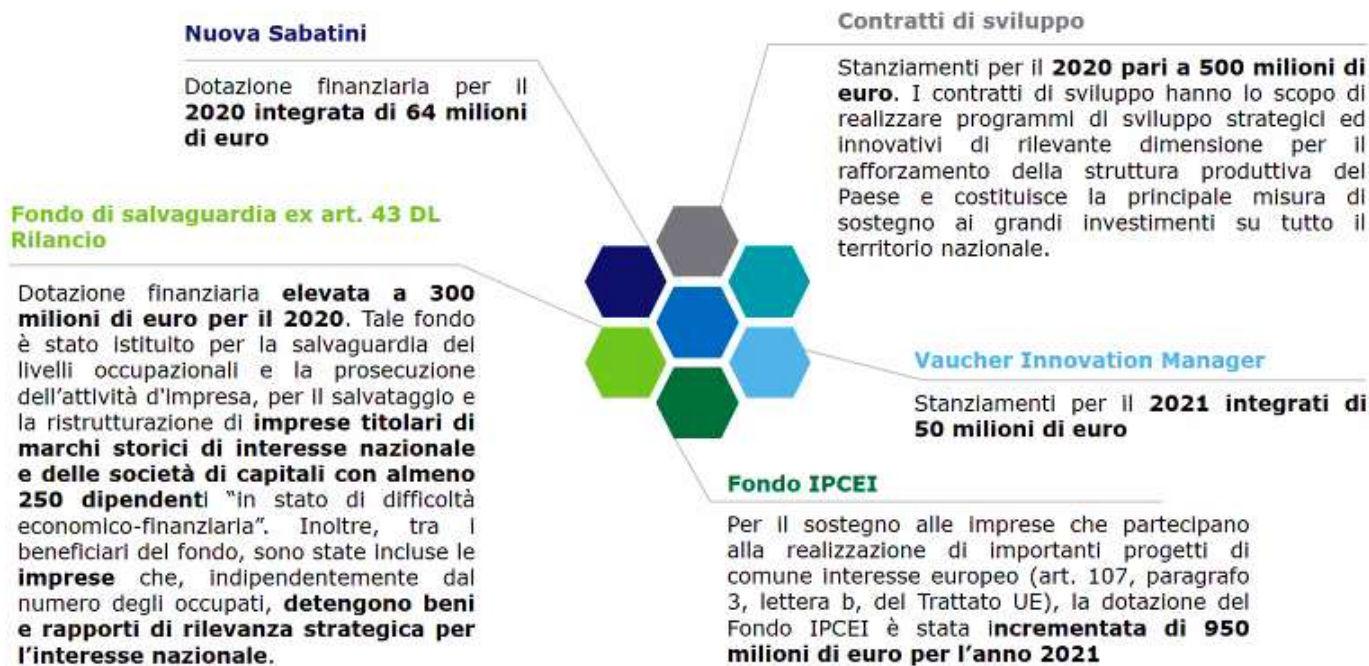 Nuova Sabatini
Dotazione finanziaria per il
2020 integrata di 64 milioni
di euro
Contratti di sviluppo
Stanziamenti per il 2020 pari a 500 milioni di
euro. I contratti di sviluppo hanno lo scopo di
realizzare programmi di sviluppo strategici ed
innovativi di rilevante dimensione per il
rafforzamento della struttura produttiva del
Paese e costituisce la principale misura di
sostegno ai grandi investimenti su tutto il
territorio nazionale.
Fondo di salvaguardia ex art. 43 DL
Rilancio
Dotazione finanziaria elevata a 300
milioni di euro per il 2020. Tale fondo
è stato istituito per la salvaguardia dei
livelli occupazionali e la prosecuzione
dell'attività d'impresa, per il salvataggio e
la ristrutturazione di imprese titolari di
marchi storici di interesse nazionale
e delle società di capitali con almeno
250 dipendenti "in stato di difficoltà
economico-finanziaria". Inoltre, tra i
beneficiari del fondo, sono state incluse le
imprese che, indipendentemente dal
numero degli occupati, detengono beni
e rapporti di rilevanza strategica per
l'interesse nazionale.
Vaucher Innovation Manager
Stanziamenti per il 2021 integrati di
50 milioni di euro
Fondo IPCEI
Per il sostegno alle imprese che partecipano
alla realizzazione di importanti progetti di
comune interesse europeo (art. 107, paragrafo
3, lettera b, del Trattato UE), la dotazione del
Fondo IPCEI è stata incrementata di 950
milioni di euro per l'anno 2021